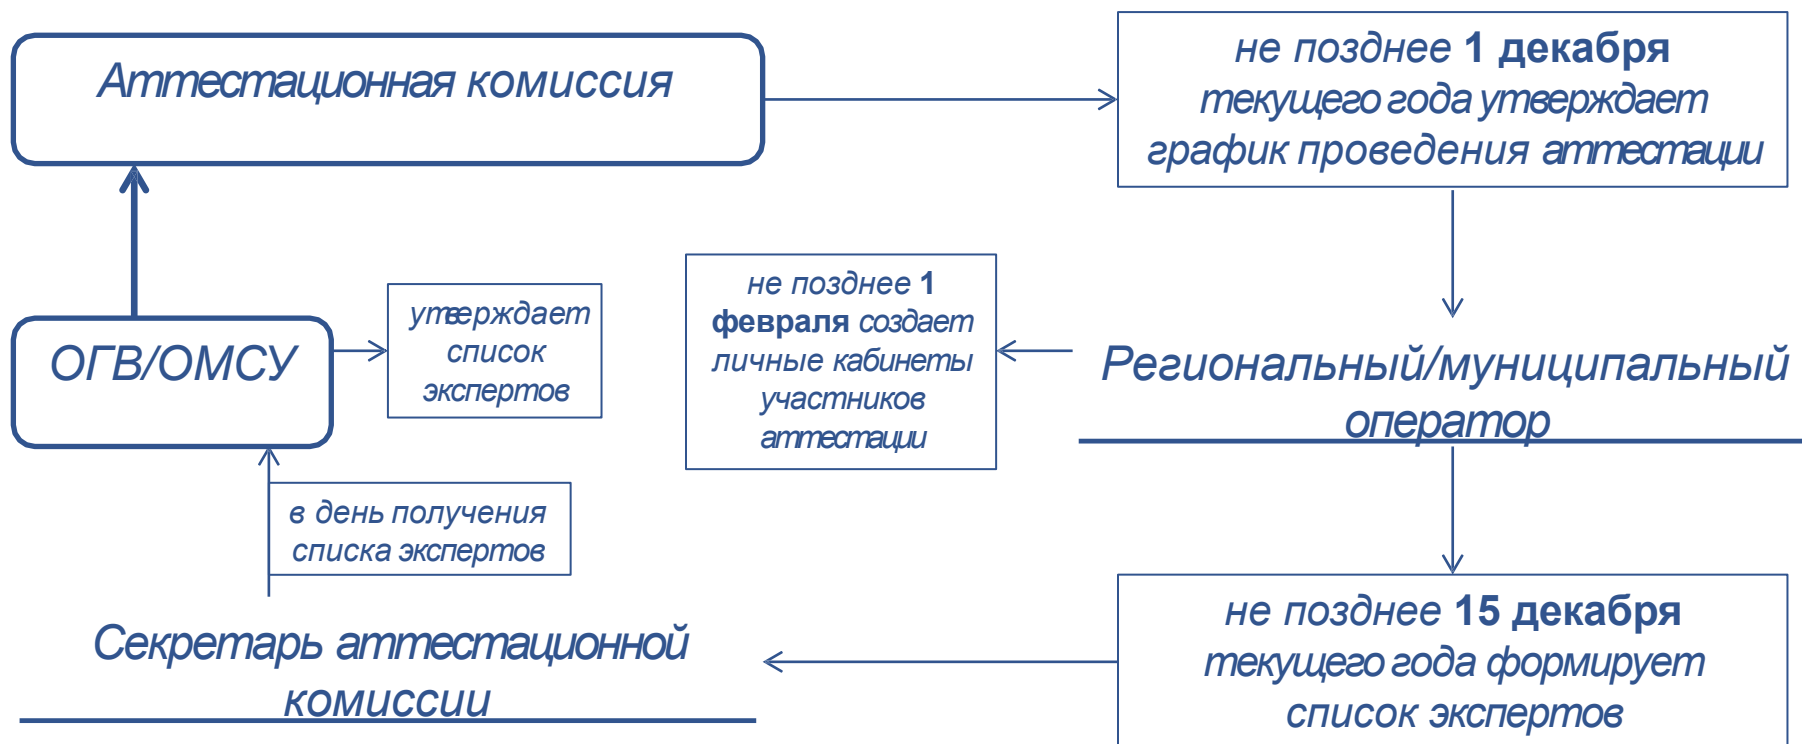 Аттестационная комиссия
не позднее 1 декабря
текущего года утверждает
график проведения аттестации
ОГВ/ОМСУ
утверждает
список
экспертов
не позднее 1
февраля создает
личные кабинеты
участников
аттестации
Региональный/муниципальный
оператор
в день получения
списка экспертов
Секретарь аттестационной
комиссии
не позднее 15 декабря
текущего года формирует
список экспертов